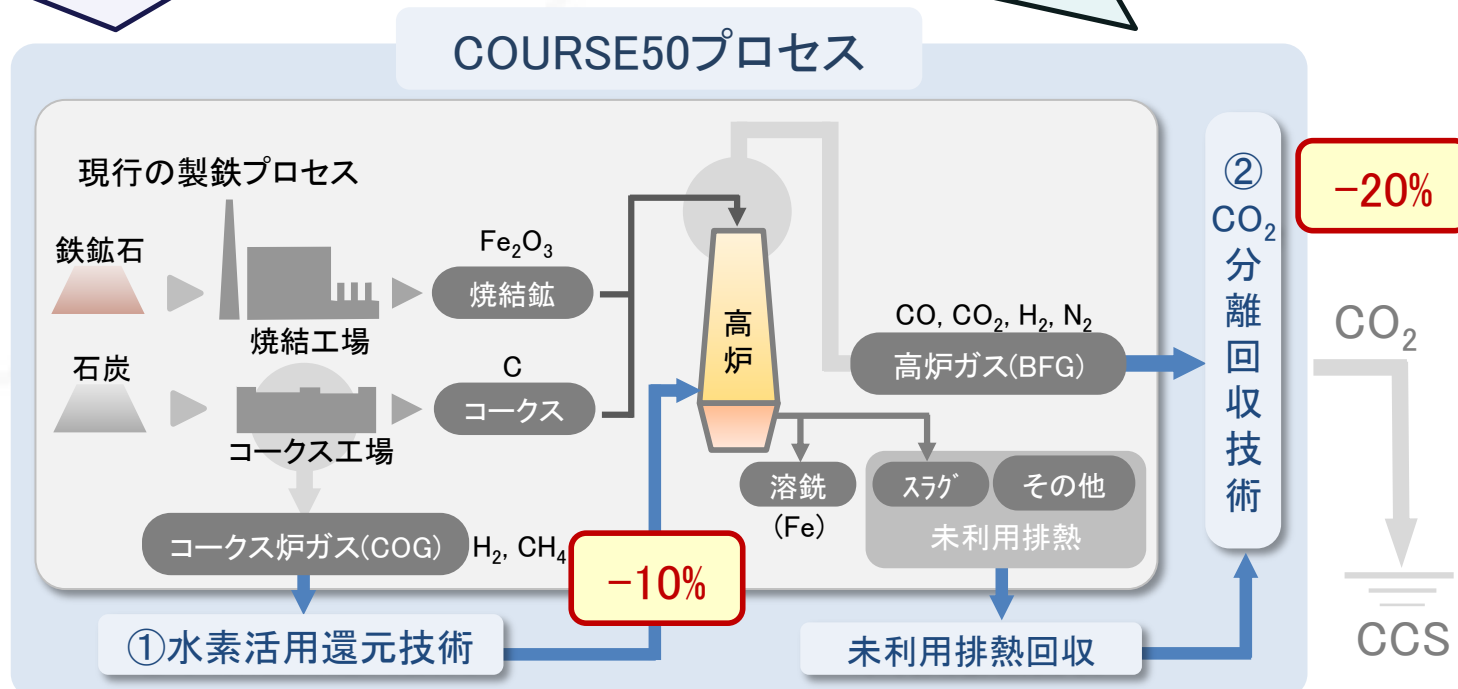 COURSE50プロセス
現行の製鉄プロセス
鉄鉱石
焼結工場
Fe₂O₃
焼結鉱
石炭
コークス工場
C
コークス
高炉
CO, CO₂, H₂, N₂
高炉ガス(BFG)
溶銑
(Fe)
スラグ
その他
未利用排熱
コークス炉ガス(COG)
H₂, CH₄
−10%
①水素活用還元技術
未利用排熱回収
②CO₂分離回収技術
−20%
CO₂
CCS